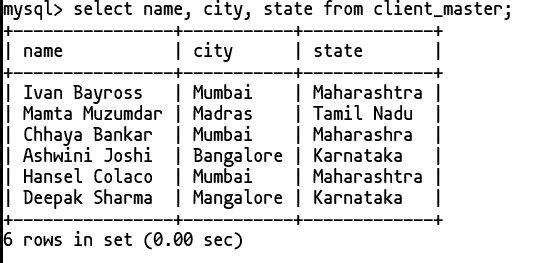 mysql> select name, city, state from client_master;
+----------------+-----------+-------------+
| name           | city      | state       |
+----------------+-----------+-------------+
| Ivan Bayross   | Mumbai    | Maharashtra |
| Mamta Muzumdar | Madras    | Tamil Nadu  |
| Chhaya Bankar  | Mumbai    | Maharashra  |
| Ashwini Joshi  | Bangalore | Karnataka   |
| Hansel Colaco  | Mumbai    | Maharashtra |
| Deepak Sharma  | Mangalore | Karnataka   |
+----------------+-----------+-------------+
6 rows in set (0.00 sec)